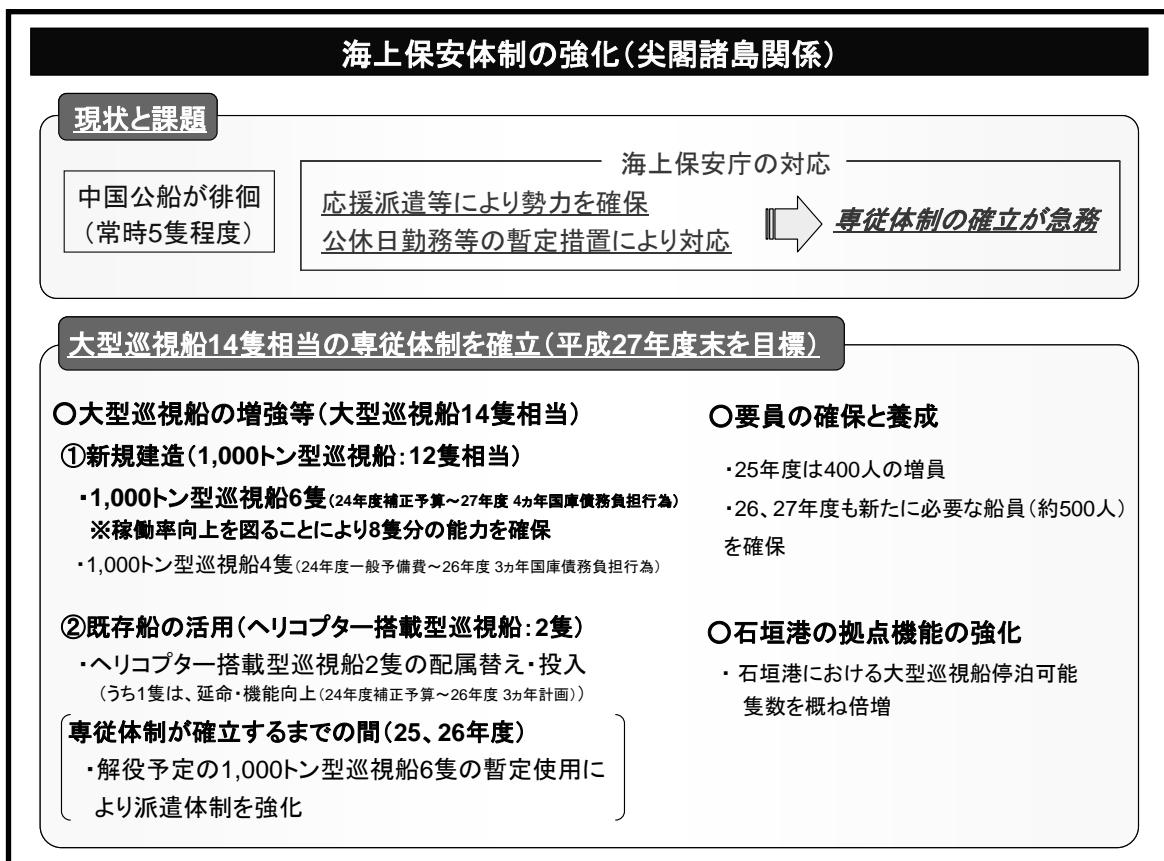 海上保安体制の強化(尖閣諸島関係)
現状と課題
中国公船が徘徊
(常時5隻程度)
海上保安庁の対応
応援派遣等により勢力を確保
公休日勤務等の暫定措置により対応
専従体制の確立が急務
大型巡視船14隻相当の専従体制を確立(平成27年度末を目標)
○大型巡視船の増強等(大型巡視船14隻相当)
①新規建造(1,000トン型巡視船:12隻相当)
・1,000トン型巡視船6隻(24年度補正予算~27年度 4ヵ年国庫債務負担行為)
※稼働率向上を図ることにより8隻分の能力を確保
・1,000トン型巡視船4隻(24年度一般予備費~26年度 3ヵ年国庫債務負担行為)
②既存船の活用(ヘリコプター搭載型巡視船:2隻)
・ヘリコプター搭載型巡視船2隻の配属替え・投入
(うち1隻は、延命・機能向上(24年度補正予算~26年度 3ヵ年計画))
専従体制が確立するまでの間(25、26年度)
・解役予定の1,000トン型巡視船6隻の暫定使用に
より派遣体制を強化
○要員の確保と養成
・25年度は400人の増員
・26、27年度も新たに必要な船員(約500人)
を確保
○石垣港の拠点機能の強化
・石垣港における大型巡視船停泊可能
隻数を概ね倍増